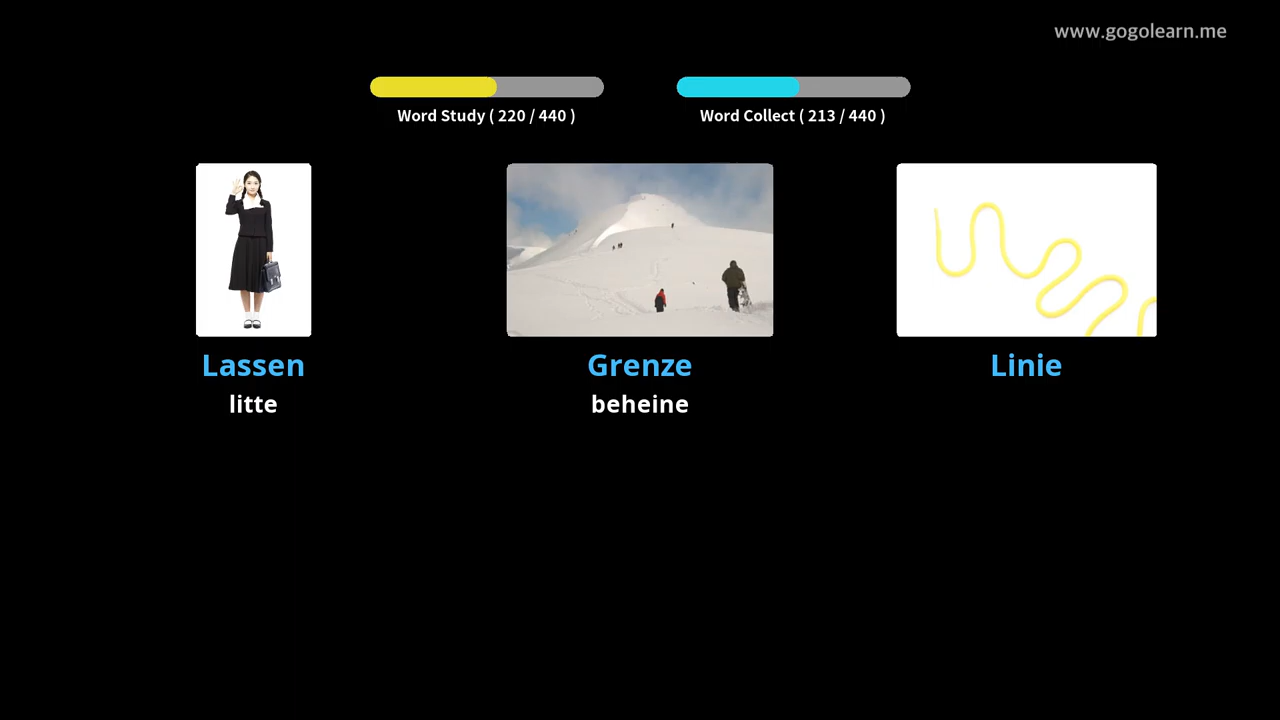 www.gogolearn.me
Word Study ( 220 / 440 )
Word Collect ( 213 / 440 )
Lassen
Grenze
Linie
litte
beheine